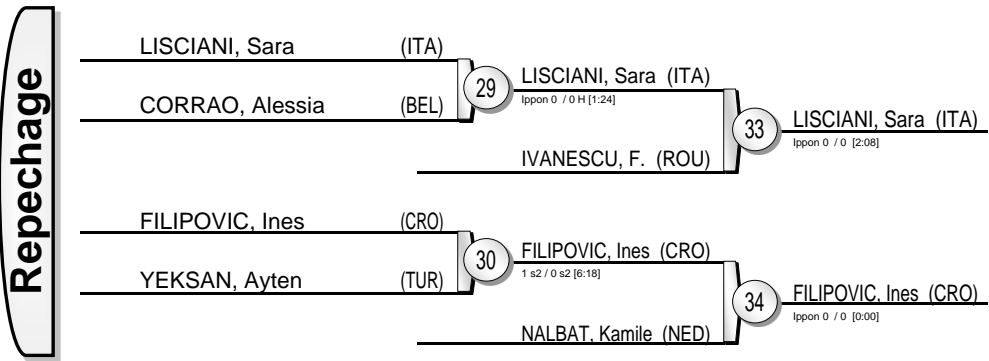 Repechage
LISCIANI, Sara (ITA)
CORRAO, Alessia (BEL)
29
LISCIANI, Sara (ITA)
Ippon 0 / 0 H [1:24]
IVANESCU, F. (ROU)
33
LISCIANI, Sara (ITA)
Ippon 0 / 0 [2:08]
FILIPOVIC, Ines (CRO)
YEKSAN, Ayten (TUR)
30
FILIPOVIC, Ines (CRO)
1 s2 / 0 s2 [6:18]
NALBAT, Kamile (NED)
34
FILIPOVIC, Ines (CRO)
Ippon 0 / 0 [0:00]